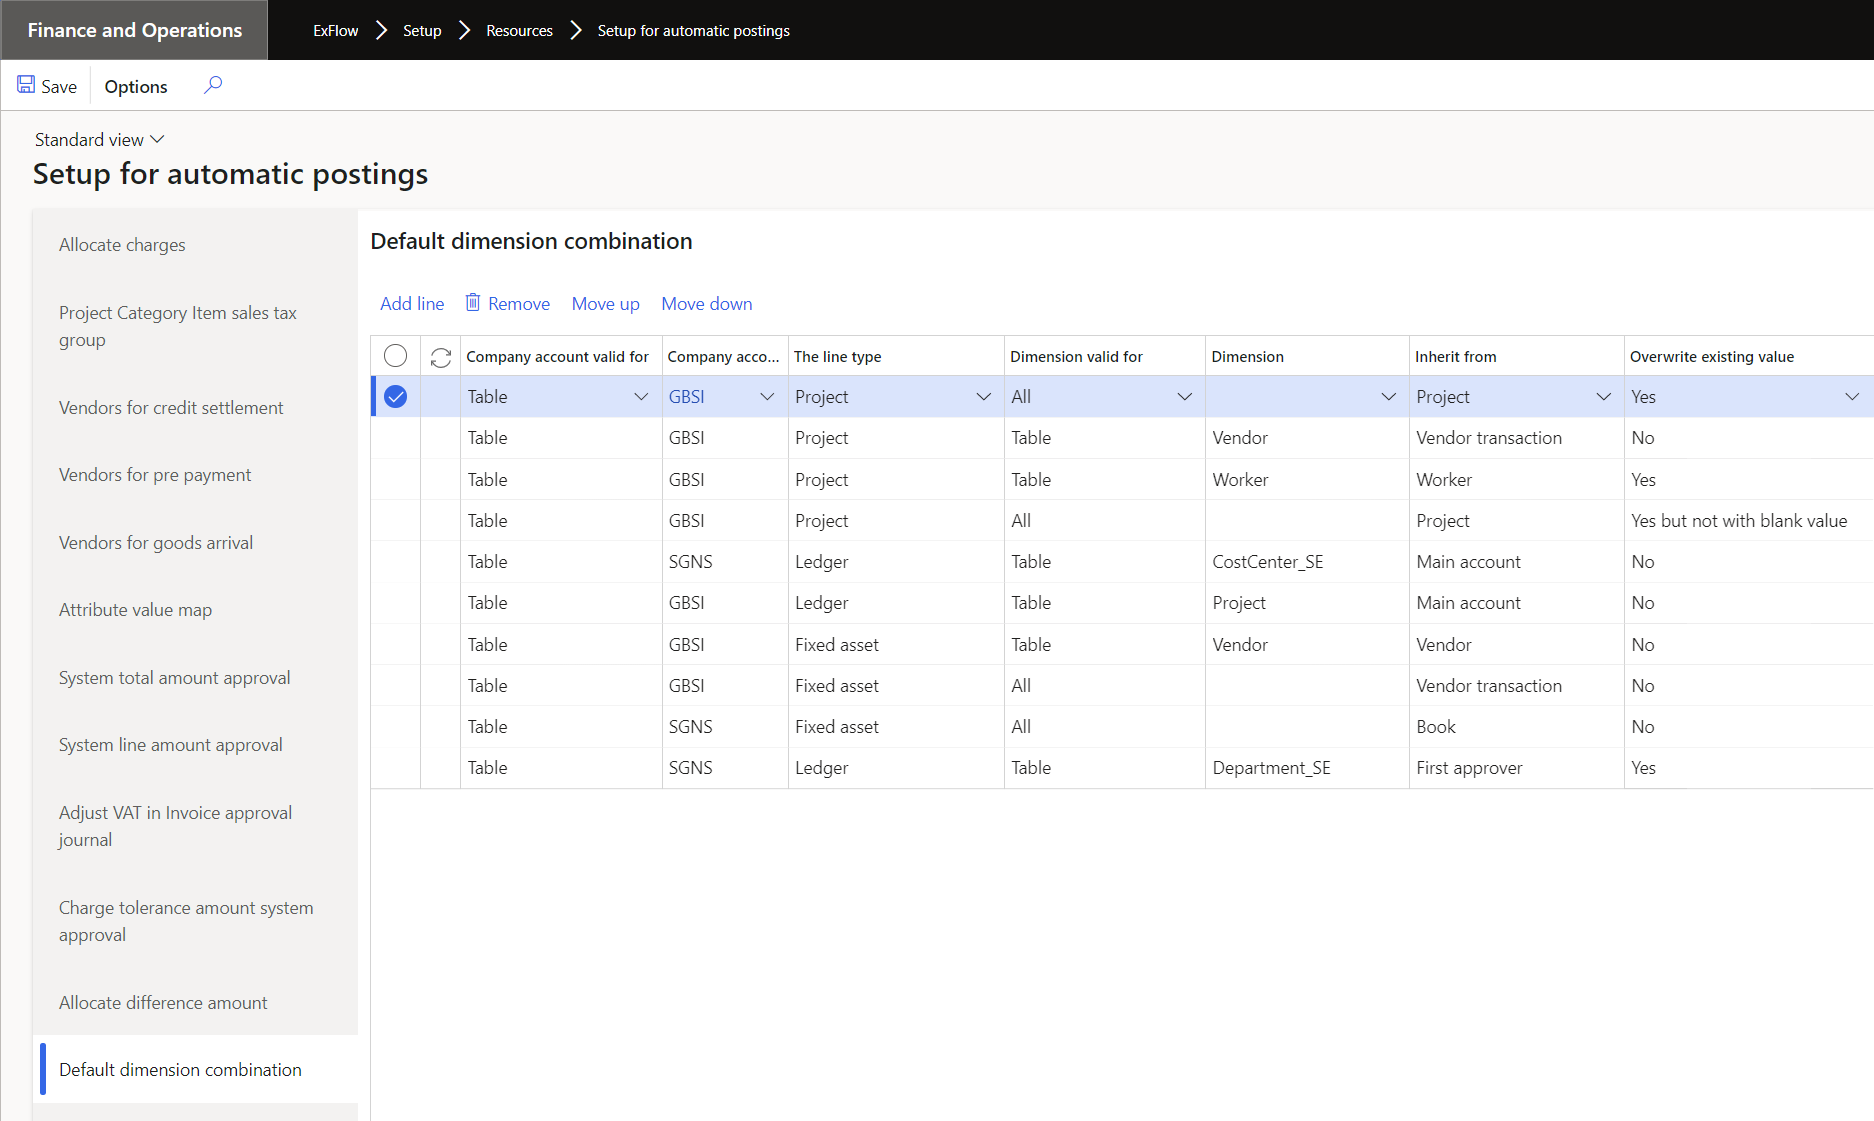 Finance and Operations
ExFlow > Setup > Resources > Setup for automatic postings
Save Options
Standard view
Setup for automatic postings
Allocate charges
Project Category Item sales tax
group
Vendors for credit settlement
Vendors for pre payment
Vendors for goods arrival
Attribute value map
System total amount approval
System line amount approval
Adjust VAT in Invoice approval
journal
Charge tolerance amount system
approval
Allocate difference amount
Default dimension combination
Default dimension combination
Add line Remove Move up Move down
Company account valid for Company acco... The line type Dimension valid for Dimension Inherit from Overwrite existing value
Table GBSI Project All Project Yes
Table GBSI Project Table Vendor Vendor transaction No
Table GBSI Project Table Worker Worker Yes
Table GBSI Project All Project Yes but not with blank value
Table SGNS Ledger Table CostCenter_SE Main account No
Table GBSI Ledger Table Project Main account No
Table GBSI Fixed asset Table Vendor Vendor No
Table GBSI Fixed asset All Vendor transaction No
Table SGNS Fixed asset All Book No
Table SGNS Ledger Table Department_SE First approver Yes